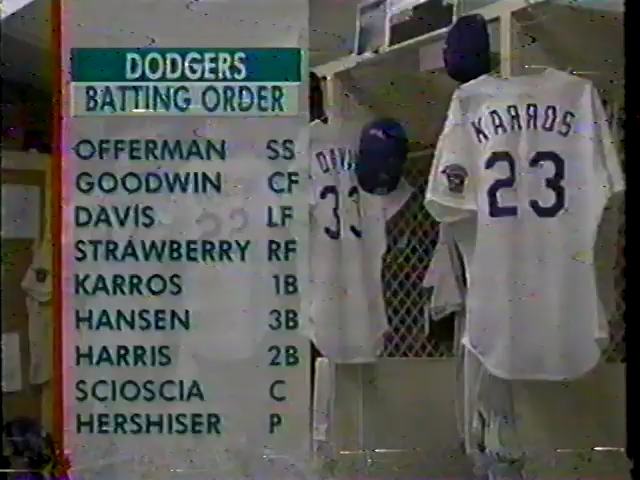 DODGERS
BATTING ORDER
OFFERMAN SS
GOODWIN CF
DAVIS LF
STRAWBERRY RF
KARROS 1B
HANSEN 3B
HARRIS 2B
SCIOSCIA C
HERSHISER P
KARROS
23